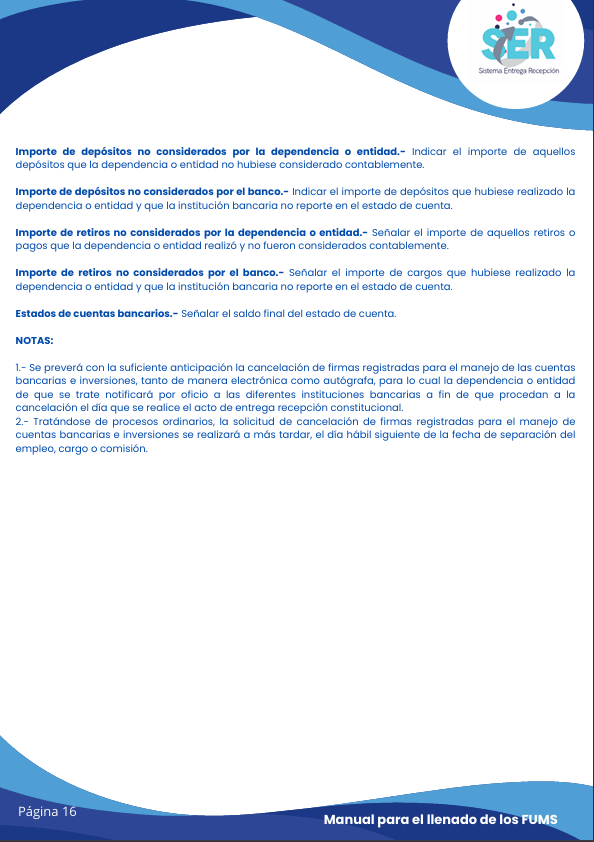 SER
Sistema Entrega Recepción
Importe de depósitos no considerados por la dependencia o entidad.- Indicar el importe de aquellos
depósitos que la dependencia o entidad no hubiese considerado contablemente.
Importe de depósitos no considerados por el banco.- Indicar el importe de depósitos que hubiese realizado la
dependencia o entidad y que la institución bancaria no reporte en el estado de cuenta.
Importe de retiros no considerados por la dependencia o entidad.- Señalar el importe de aquellos retiros o
pagos que la dependencia o entidad realizó y no fueron considerados contablemente.
Importe de retiros no considerados por el banco.- Señalar el importe de cargos que hubiese realizado la
dependencia o entidad y que la institución bancaria no reporte en el estado de cuenta.
Estados de cuentas bancarios.- Señalar el saldo final del estado de cuenta.
NOTAS:
1.- Se preverá con la suficiente anticipación la cancelación de firmas registradas para el manejo de las cuentas
bancarias e inversiones, tanto de manera electrónica como autógrafa, para lo cual la dependencia o entidad
de que se trate notificará por oficio a las diferentes instituciones bancarias a fin de que procedan a la
cancelación el día que se realice el acto de entrega recepción constitucional.
2.- Tratándose de procesos ordinarios, la solicitud de cancelación de firmas registradas para el manejo de
cuentas bancarias e inversiones se realizará a más tardar, el día hábil siguiente de la fecha de separación del
empleo, cargo o comisión.
Página 16
Manual para el llenado de los FUMS